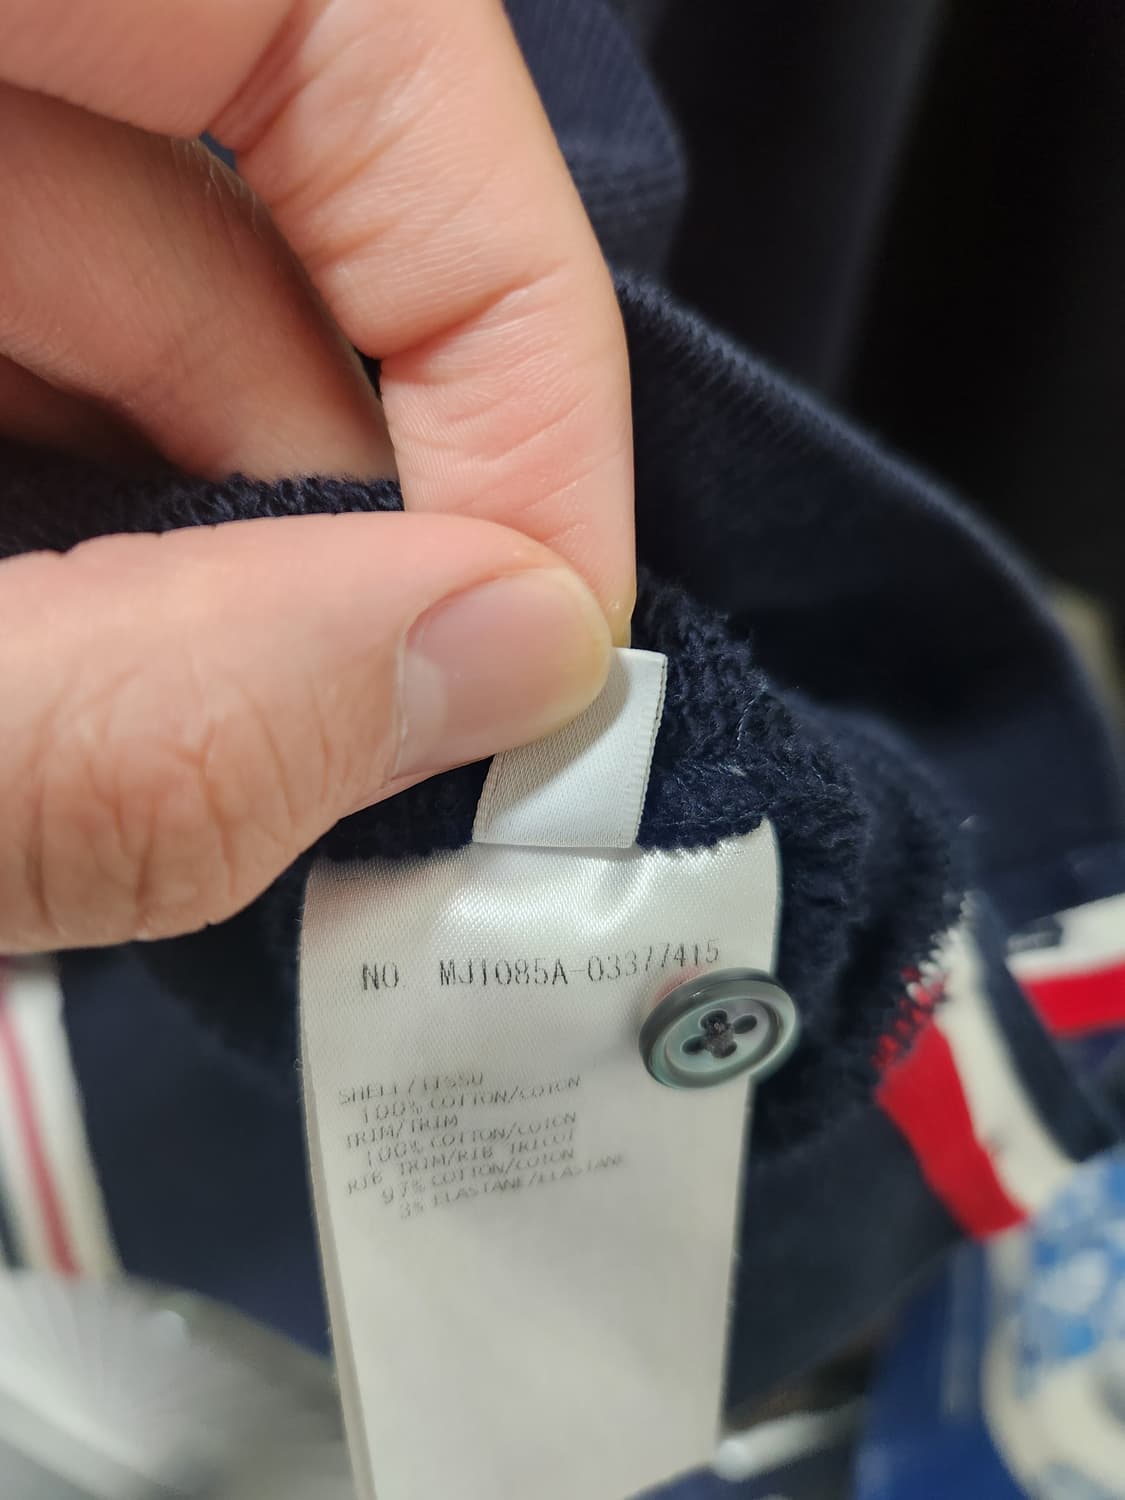 NO MJT085A-03377415
SHELL/TISSU
100% COTTON/COTON
TRIM/TRIM
100% COTTON/COTON
RIB TRIM/RIB TRICOT
97% COTTON/COTON
3% ELASTANE/ELASTANE